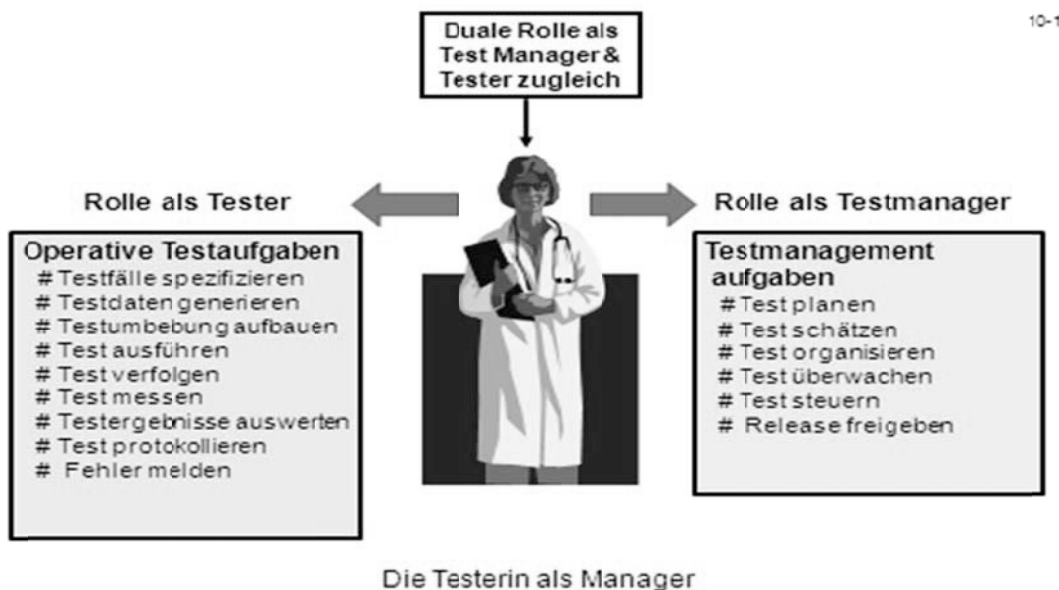 10-1
Duale Rolle als
Test Manager &
Tester zugleich
Rolle als Tester
Operative Testaufgaben
# Testfälle spezifizieren
# Testdaten generieren
# Testumbebung aufbauen
# Test ausführen
# Test verfolgen
# Test messen
# Testergebnisse auswerten
# Test protokollieren
# Fehler melden
Rolle als Testmanager
Testmanagement
aufgaben
# Test planen
# Test schätzen
# Test organisieren
# Test überwachen
# Test steuern
# Release freigeben
Die Testerin als Manager